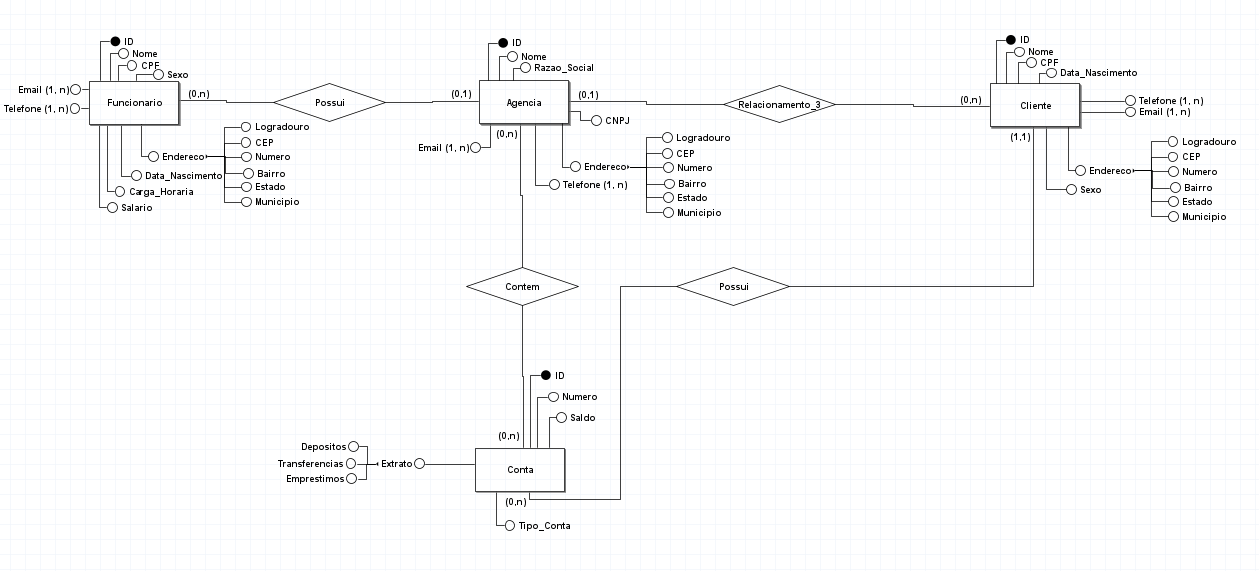 ID
Nome
CPF
Sexo
Email (1, n)
Telefone (1, n)
Funcionario
(0,n)
Possui
(0,1)
Endereco
Logradouro
CEP
Numero
Bairro
Estado
Municipio
Data_Nascimento
Carga_Horaria
Salario
ID
Nome
Razao_Social
Agencia
(0,1)
CNPJ
(0,n)
Email (1, n)
Endereco
Logradouro
CEP
Numero
Bairro
Estado
Municipio
Telefone (1, n)
Relacionamento_3
(0,n)
ID
Nome
CPF
Data_Nascimento
Cliente
Telefone (1, n)
Email (1, n)
(1,1)
Endereco
Logradouro
CEP
Numero
Bairro
Estado
Municipio
Sexo
Contem
Possui
ID
Numero
Saldo
(0,n)
Depositos
Transferencias
Emprestimos
Extrato
Conta
(0,n)
Tipo_Conta